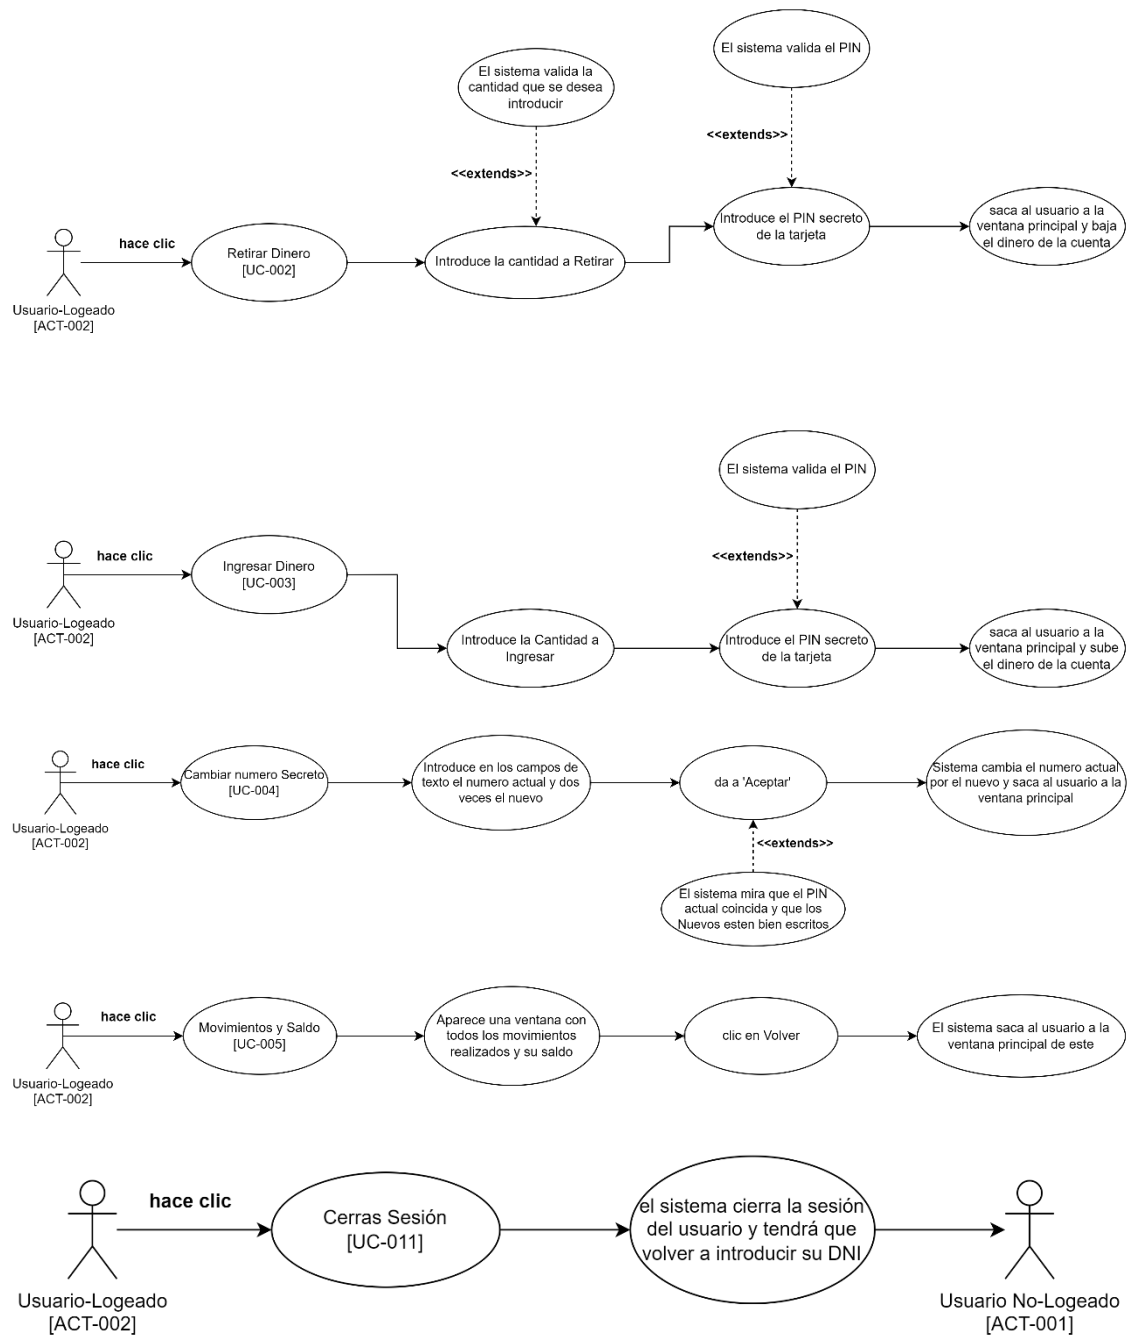 El sistema valida el PIN
El sistema valida la
cantidad que se desea
introducir
<<extends>>
<<extends>>
hace clic
Retirar Dinero
[UC-002]
Introduce la cantidad a Retirar
Introduce el PIN secreto
de la tarjeta
saca al usuario a la
ventana principal y baja
el dinero de la cuenta
Usuario-Logeado
[ACT-002]
El sistema valida el PIN
<<extends>>
hace clic
Ingresar Dinero
[UC-003]
Usuario-Logeado
[ACT-002]
Introduce la Cantidad a
Ingresar
Introduce el PIN secreto
de la tarjeta
saca al usuario a la
ventana principal y sube
el dinero de la cuenta
hace clic
Cambiar numero Secreto
[UC-004]
Introduce en los campos de
texto el numero actual y dos
veces el nuevo
da a 'Aceptar'
Sistema cambia el numero actual
por el nuevo y saca al usuario a la
ventana principal
Usuario-Logeado
[ACT-002]
<<extends>>
El sistema mira que el PIN
actual coincida y que los
Nuevos esten bien escritos
hace clic
Movimientos y Saldo
[UC-005]
Aparece una ventana con
todos los movimientos
realizados y su saldo
clic en Volver
El sistema saca al usuario a la
ventana principal de este
Usuario-Logeado
[ACT-002]
hace clic
Cerras Sesión
[UC-011]
el sistema cierra la sesión
del usuario y tendrá que
volver a introducir su DNI
Usuario-Logeado
[ACT-002]
Usuario No-Logeado
[ACT-001]